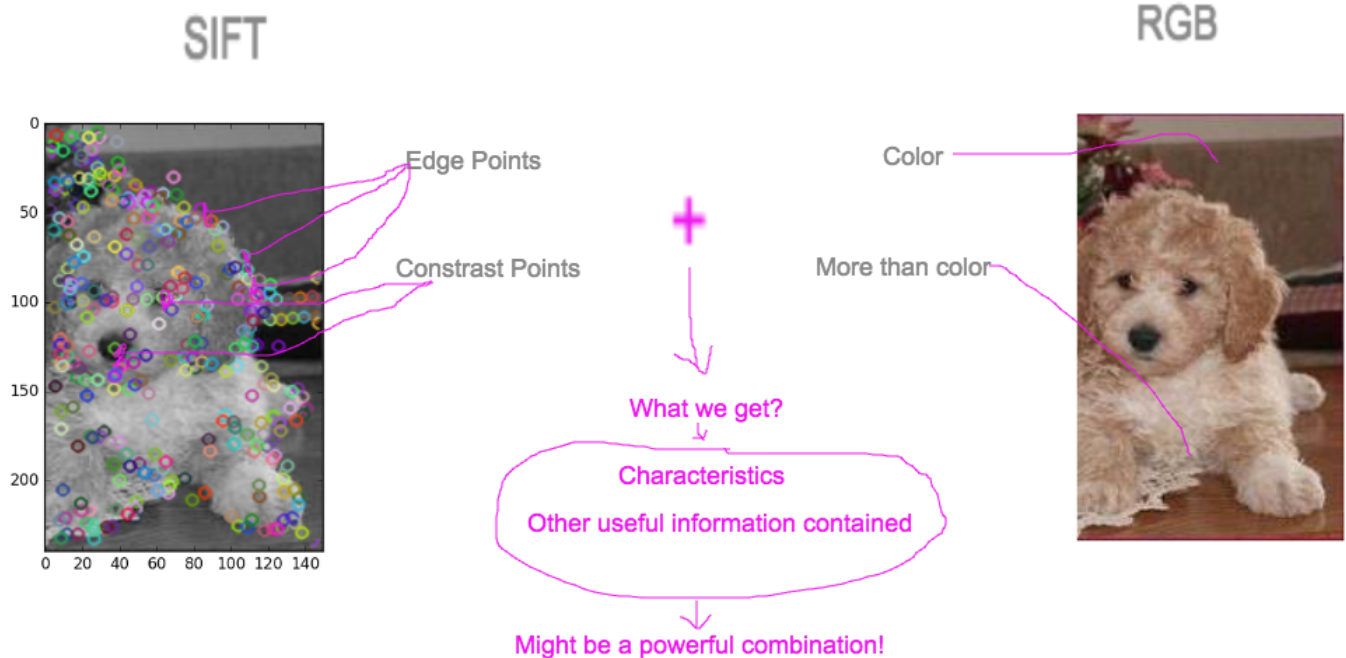 SIFT
RGB
0
50
100
150
200
0 20 40 60 80 100 120 140
Edge Points
Constrast Points
Color
More than color
+
What we get?
Characteristics
Other useful information contained
Might be a powerful combination!